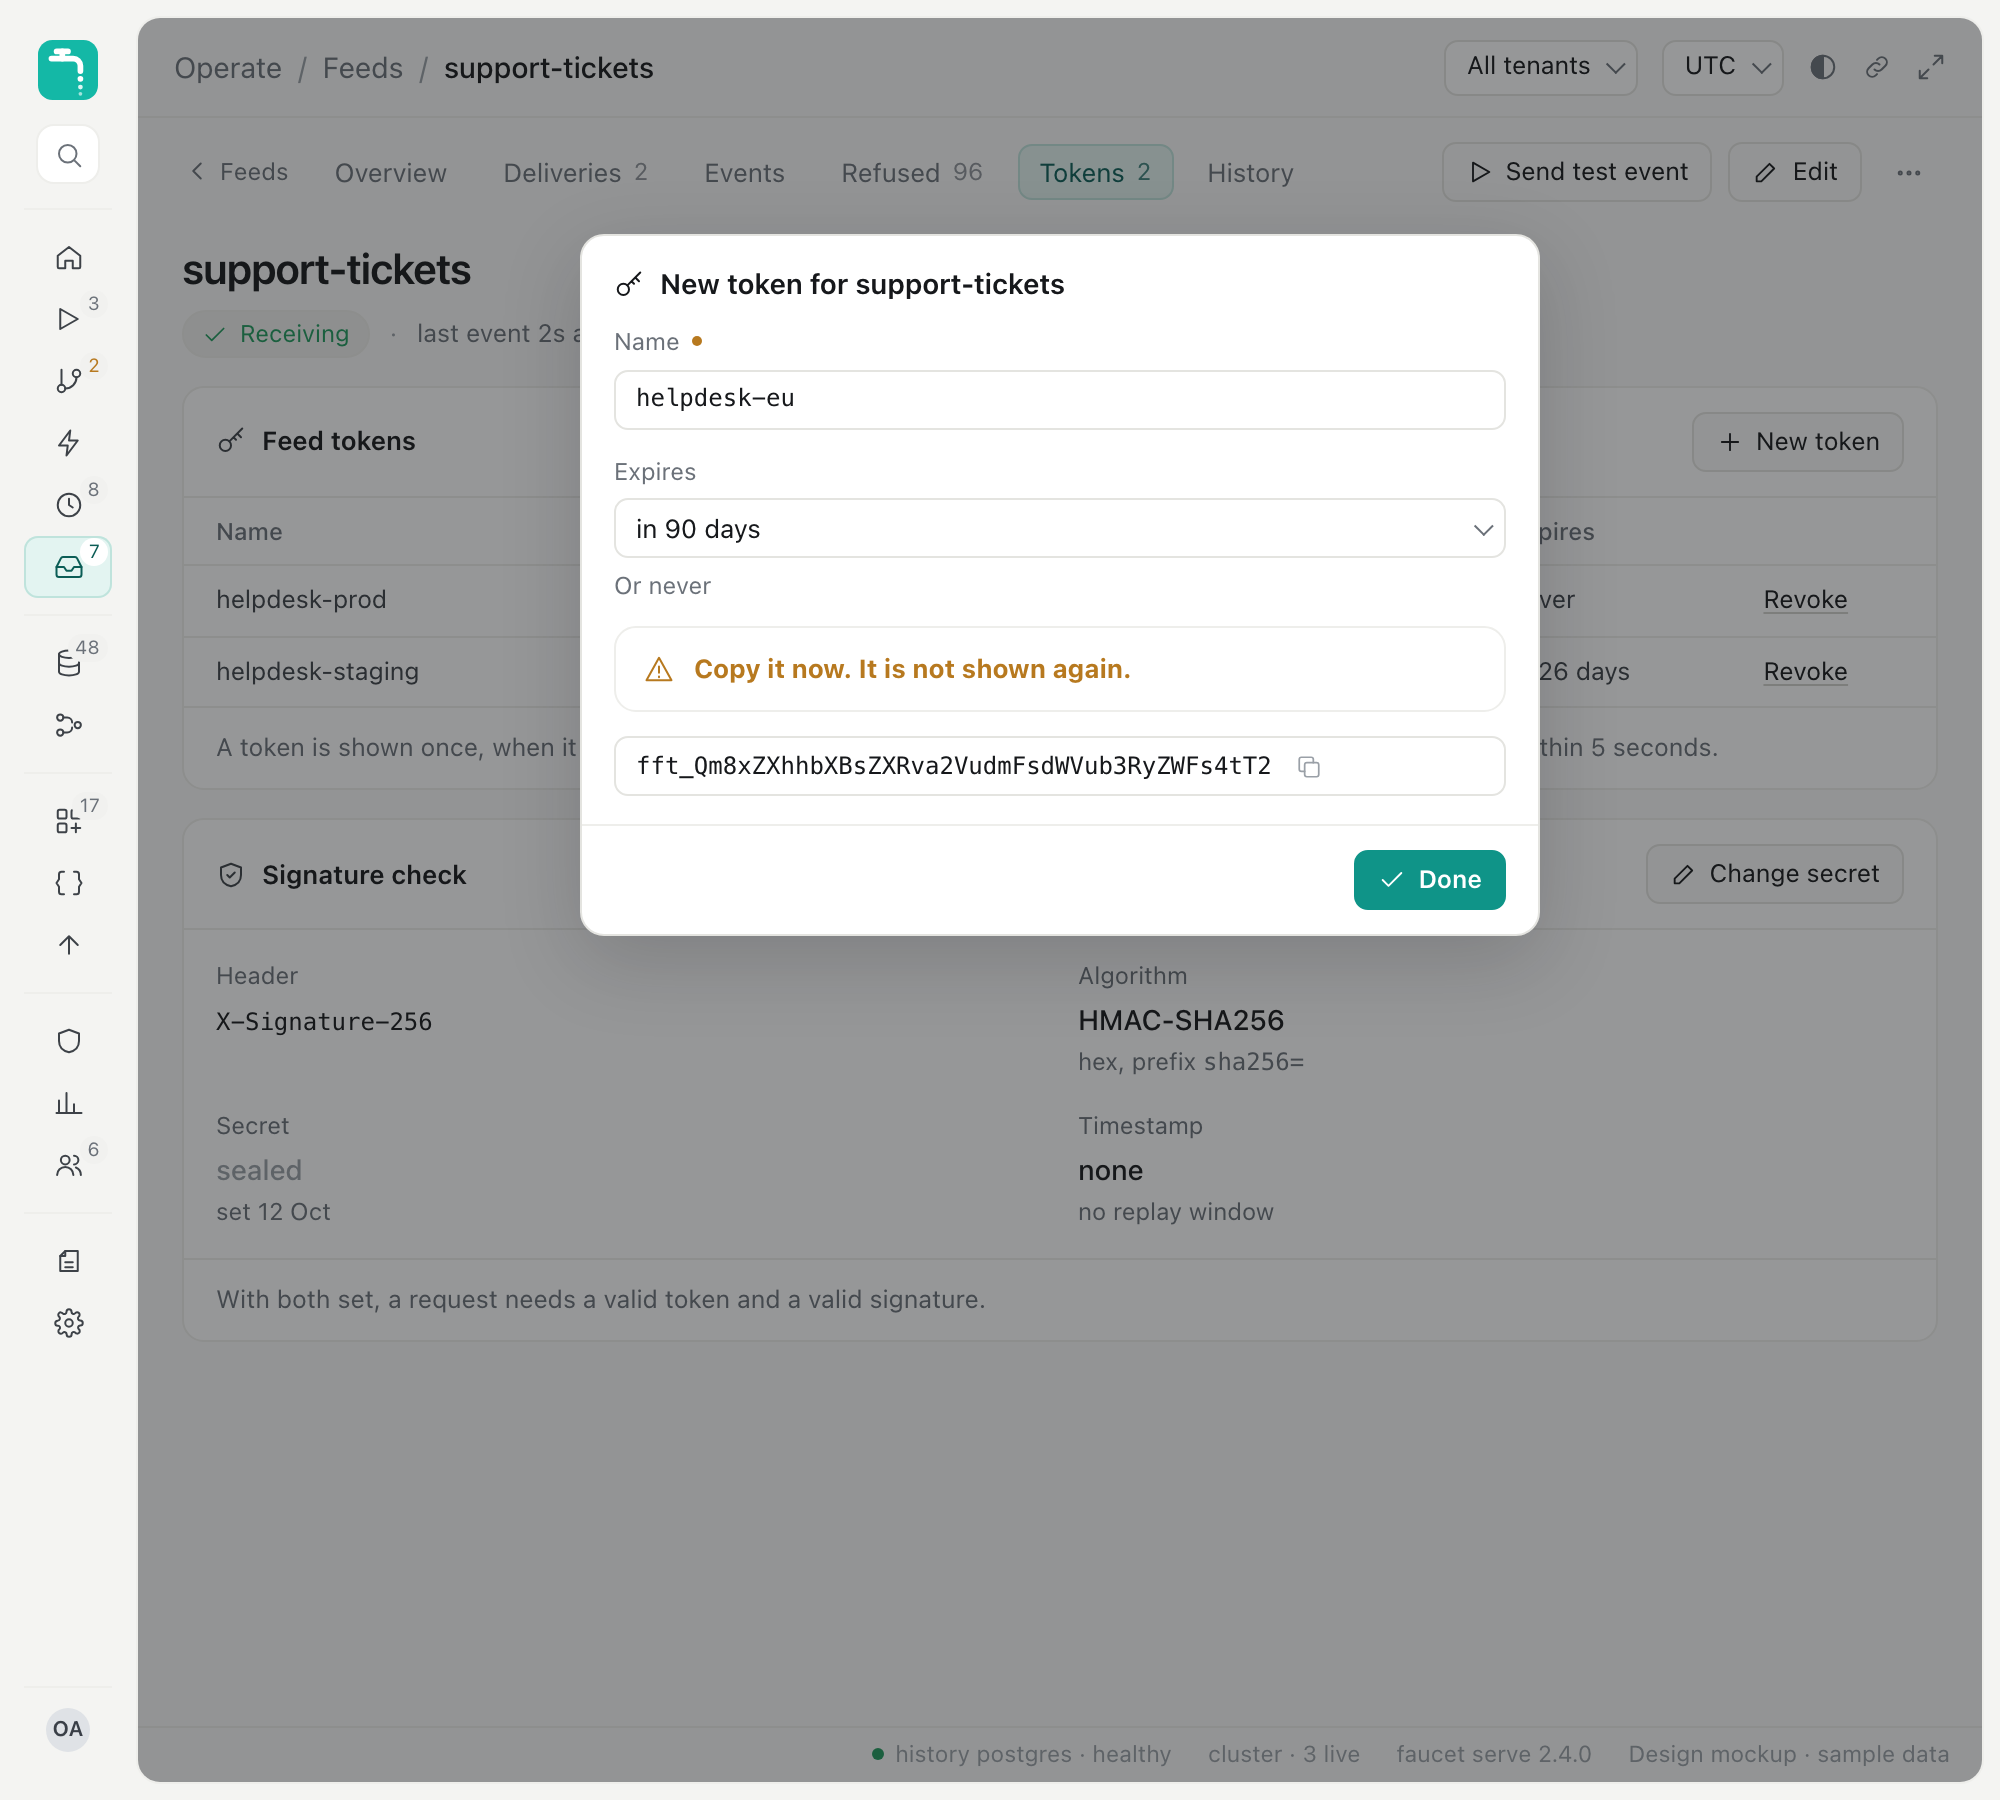 Operate / Feeds / support-tickets
All tenants
UTC
Feeds
Overview
Deliveries 2
Events
Refused 96
Tokens 2
History
Send test event
Edit
support-tickets
Receiving · last event 2s
New token for support-tickets
Name
helpdesk-eu
Expires
in 90 days
Or never
Copy it now. It is not shown again.
fft_Qm8xZXhhbXBsZXRva2VudmFsdWVub3RyZWFs4tT2
Done
Feed tokens
New token
Name
helpdesk-prod
Revoke
helpdesk-staging
26 days
Revoke
A token is shown once, when it
5 seconds.
Signature check
Change secret
Header
X-Signature-256
Algorithm
HMAC-SHA256
hex, prefix sha256=
Secret
sealed
set 12 Oct
Timestamp
none
no replay window
With both set, a request needs a valid token and a valid signature.
3
2
8
7
48
17
6
OA
history postgres · healthy
cluster · 3 live
faucet serve 2.4.0
Design mockup · sample data